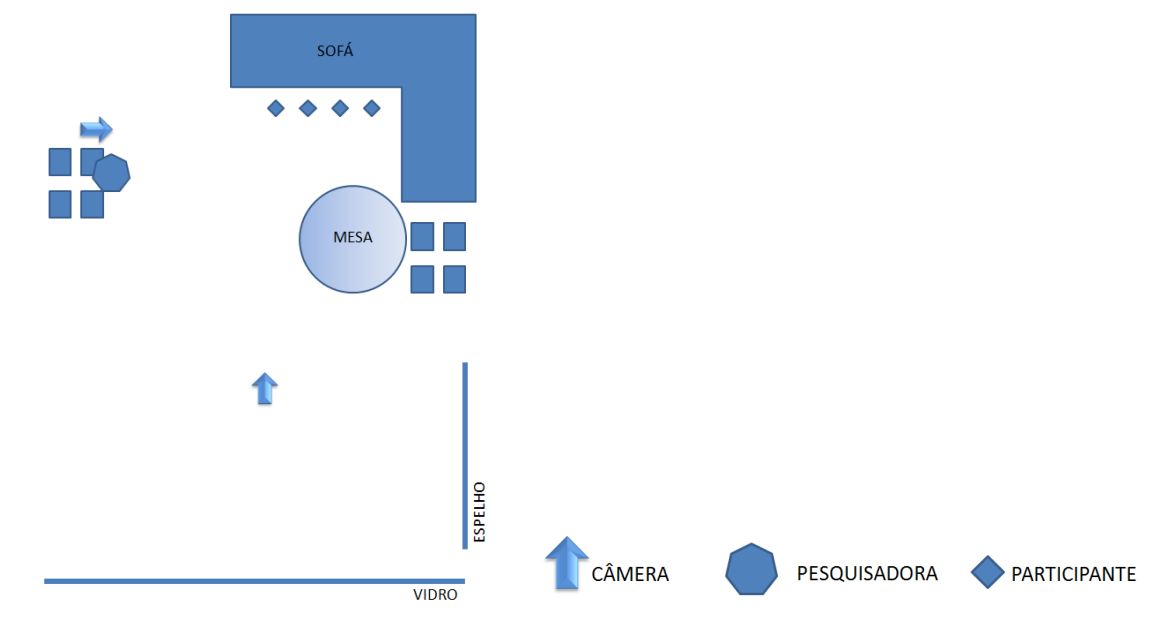 SOFÁ
MESA
ESPELHO
VIDRO
CÂMERA
PESQUISADORA
PARTICIPANTE